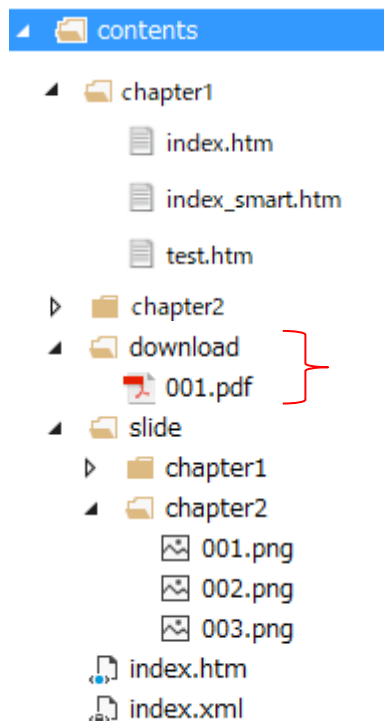 contents
chapter1
index.htm
index_smart.htm
test.htm
chapter2
download
001.pdf
slide
chapter1
chapter2
001.png
002.png
003.png
index.htm
index.xml